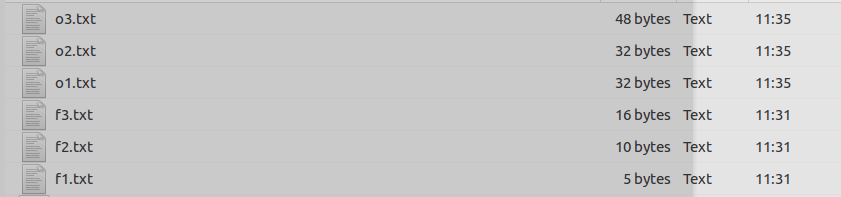 o3.txt 48 bytes Text 11:35
o2.txt 32 bytes Text 11:35
o1.txt 32 bytes Text 11:35
f3.txt 16 bytes Text 11:31
f2.txt 10 bytes Text 11:31
f1.txt 5 bytes Text 11:31